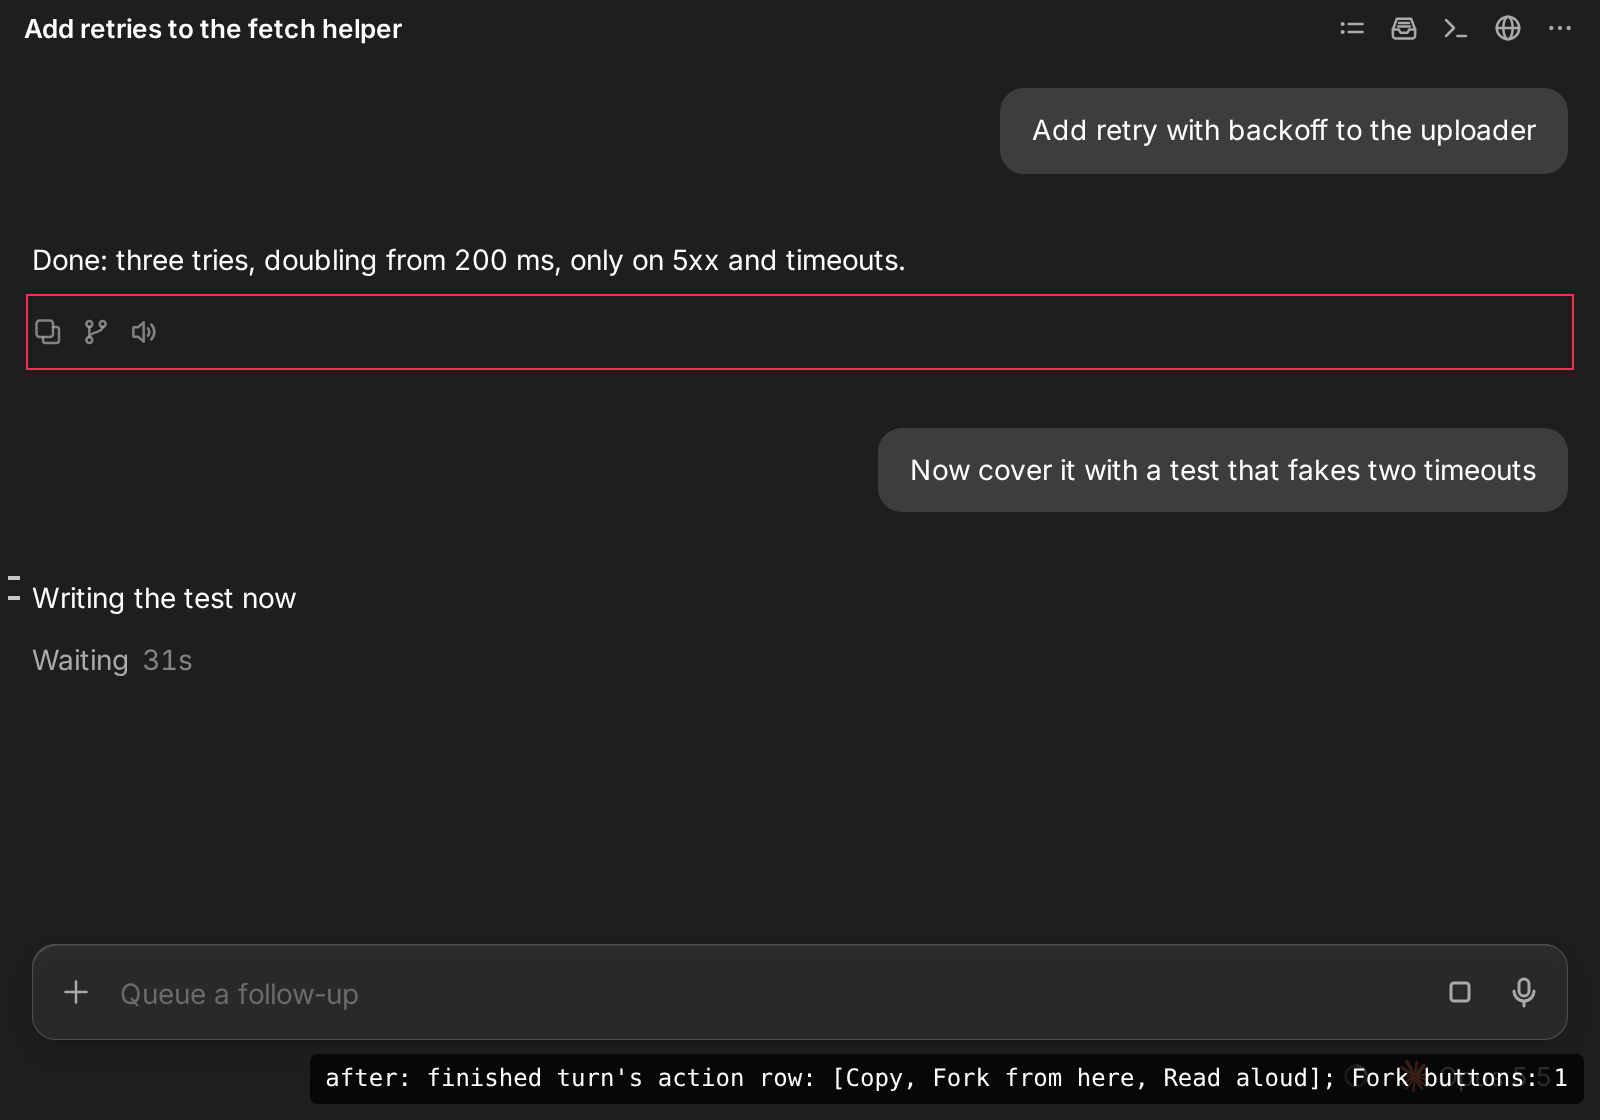 Add retries to the fetch helper
Add retry with backoff to the uploader
Done: three tries, doubling from 200 ms, only on 5xx and timeouts.
Now cover it with a test that fakes two timeouts
Writing the test now
Waiting 31s
Queue a follow-up
after: finished turn's action row: [Copy, Fork from here, Read aloud]; Fork buttons: 1